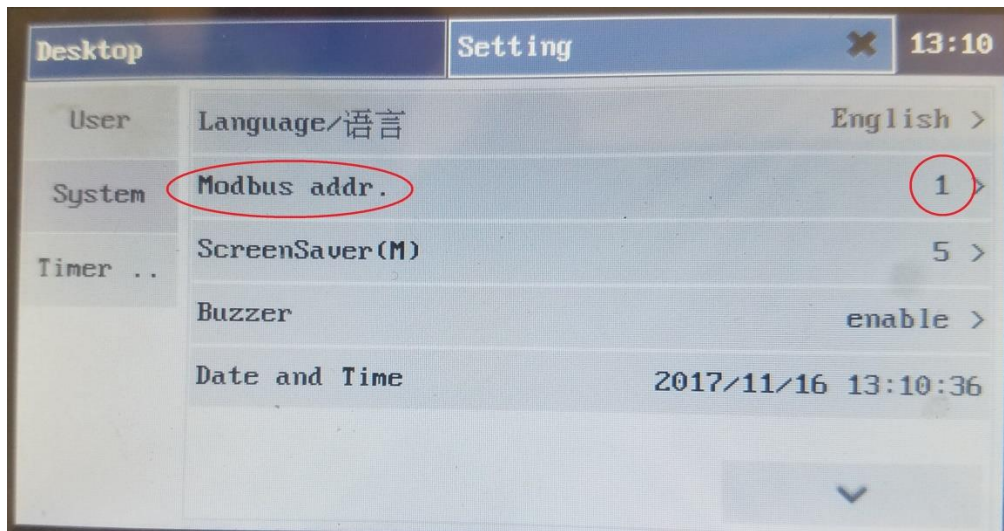 Desktop Setting 13:10
User
System
Timer ..
Language/语言 English >
Modbus addr. 1 >
ScreenSaver(M) 5 >
Buzzer enable >
Date and Time 2017/11/16 13:10:36